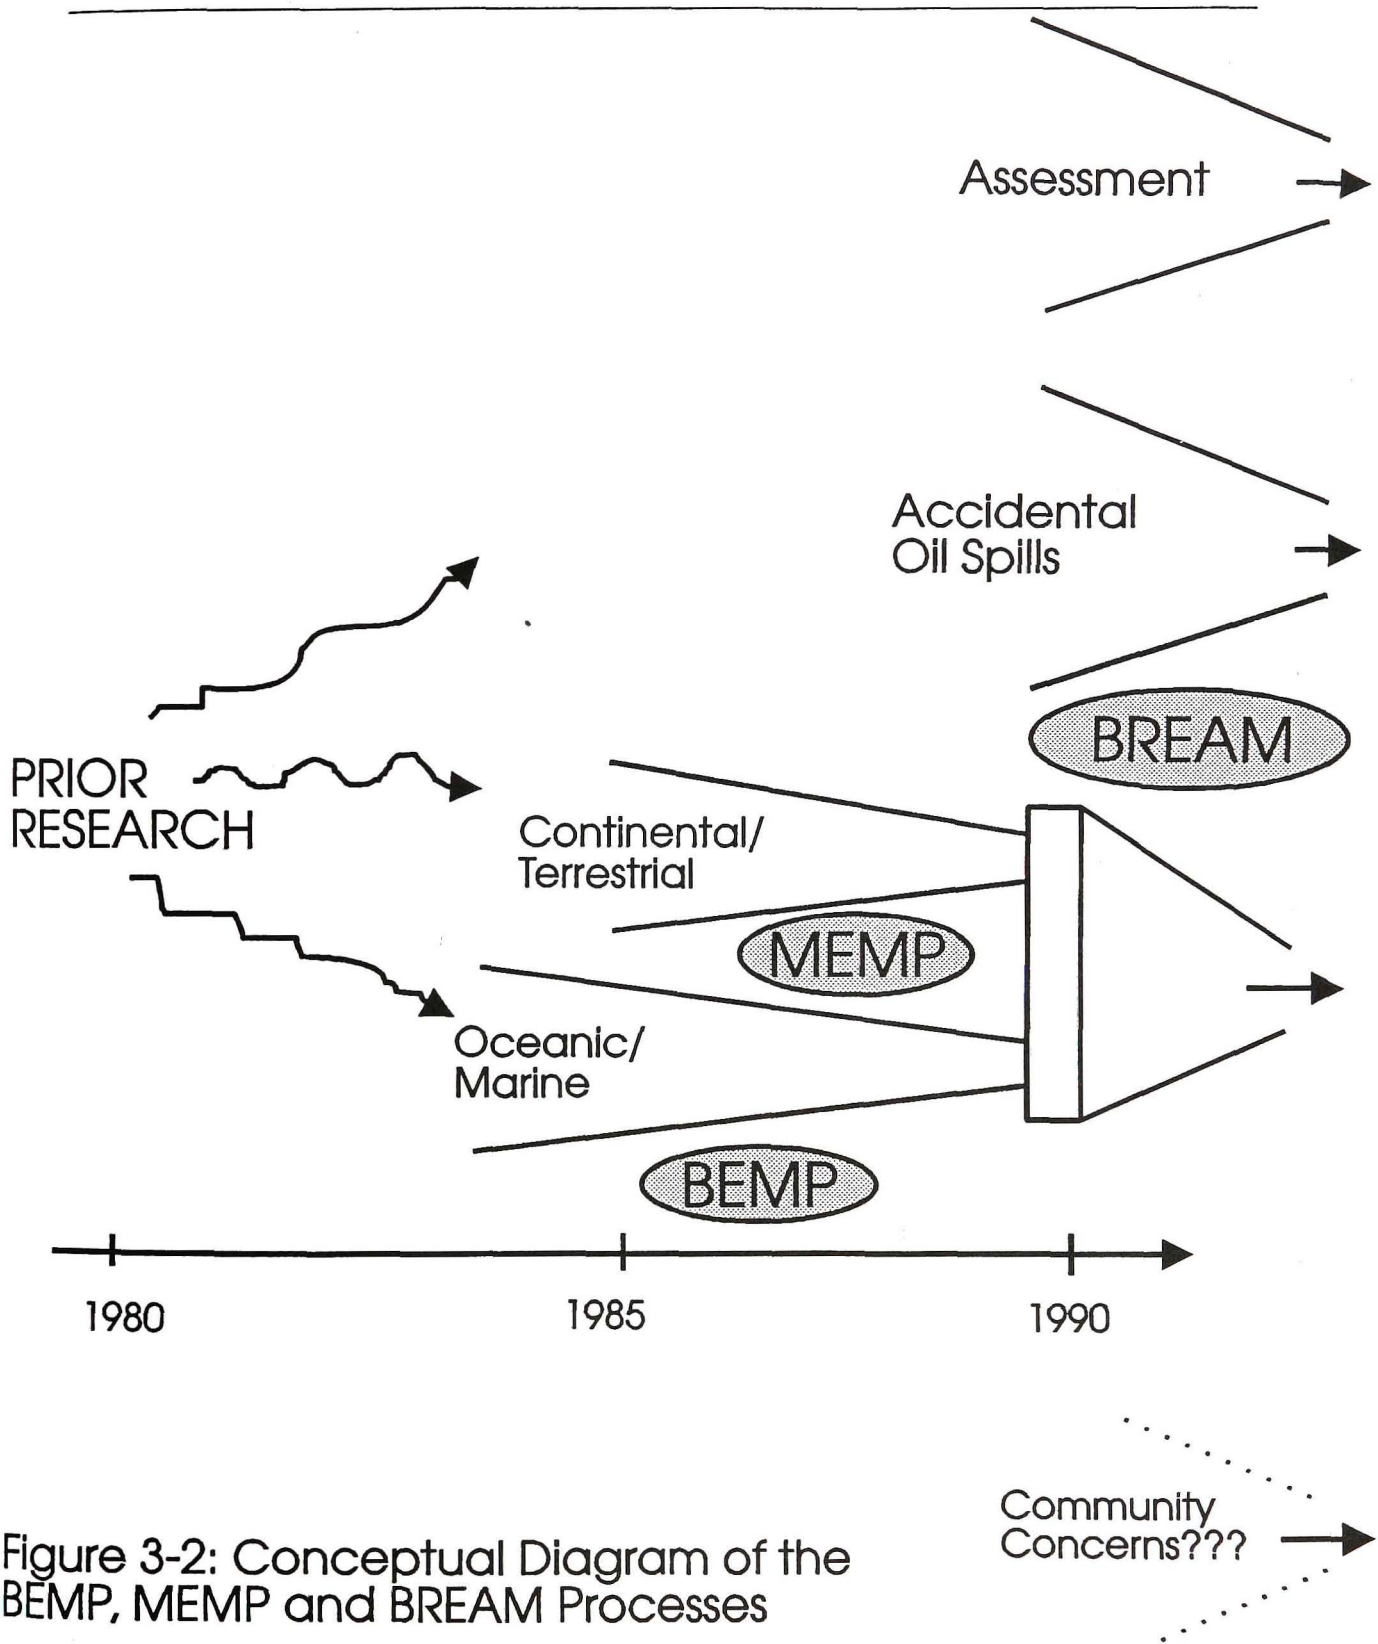 Assessment
Accidental
Oil Spills
BREAM
PRIOR
RESEARCH
Continental/
Terrestrial
MEMP
Oceanic/
Marine
BEMP
1980
1985
1990
Community
Concerns???
Figure 3-2: Conceptual Diagram of the
BEMP, MEMP and BREAM Processes